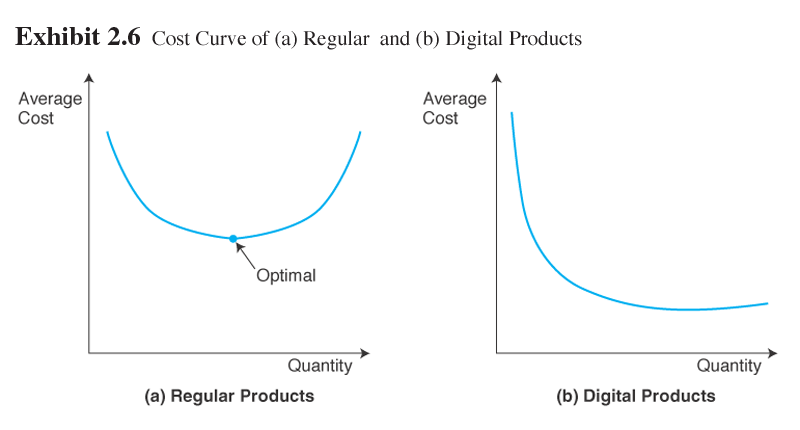 Exhibit 2.6 Cost Curve of (a) Regular and (b) Digital Products
Average
Cost
Optimal
Quantity
(a) Regular Products
Average
Cost
Quantity
(b) Digital Products